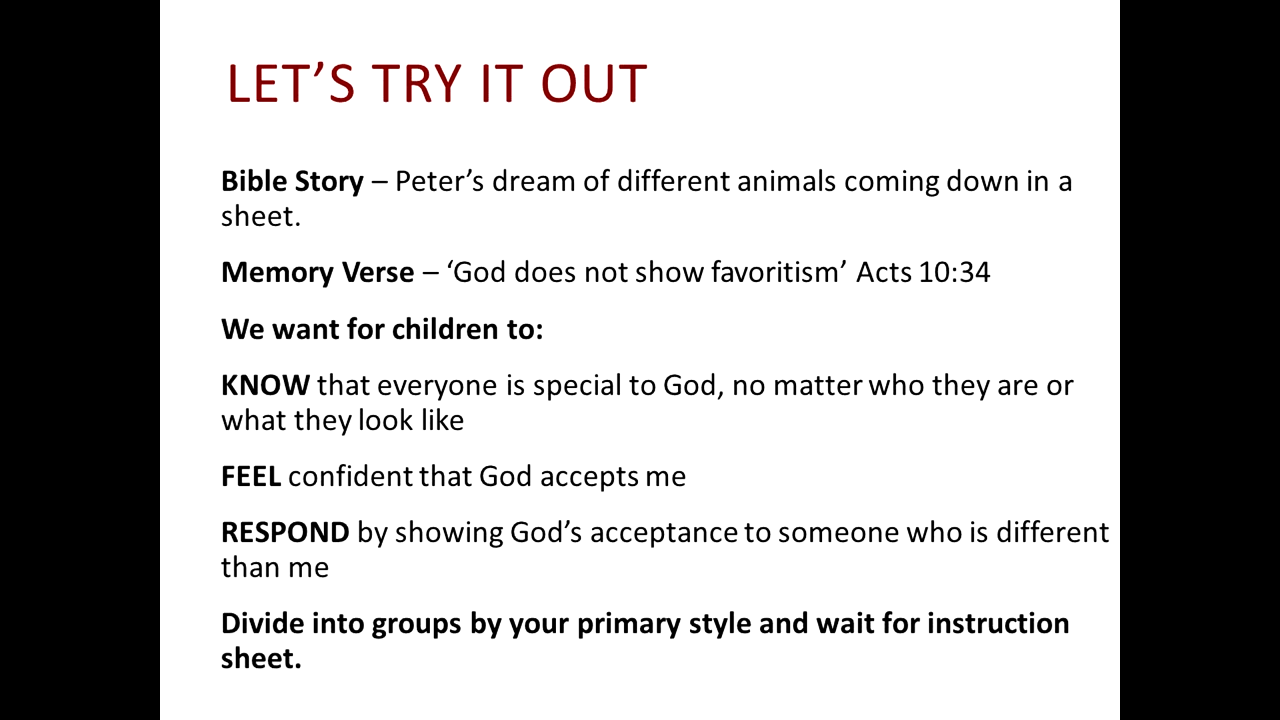 LET’S TRY IT OUT
Bible Story – Peter’s dream of different animals coming down in a
sheet.
Memory Verse – ‘God does not show favoritism’ Acts 10:34
We want for children to:
KNOW that everyone is special to God, no matter who they are or
what they look like
FEEL confident that God accepts me
RESPOND by showing God’s acceptance to someone who is different
than me
Divide into groups by your primary style and wait for instruction
sheet.